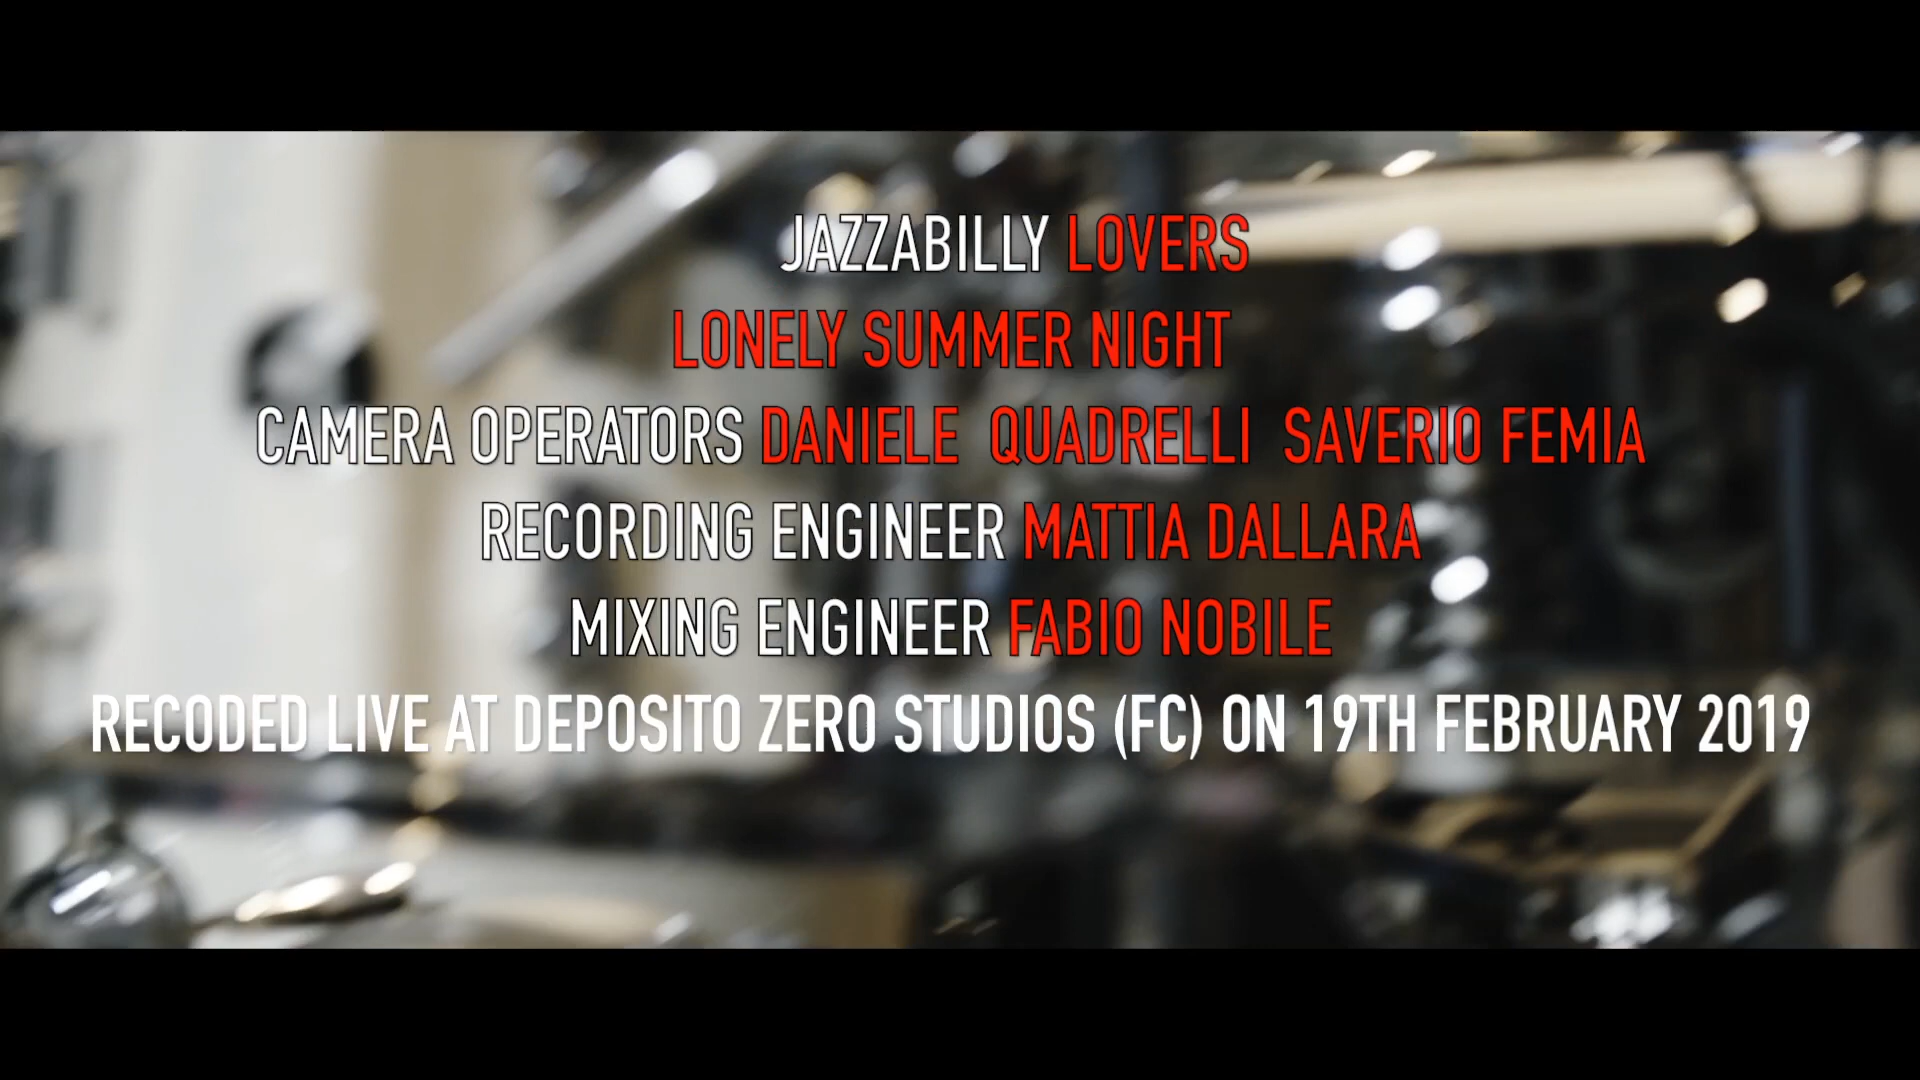 JAZZABILLY LOVERS
LONELY SUMMER NIGHT
CAMERA OPERATORS DANIELE QUADRELLI SAVERIO FEMIA
RECORDING ENGINEER MATTIA DALLARA
MIXING ENGINEER FABIO NOBILE
RECODED LIVE AT DEPOSITO ZERO STUDIOS (FC) ON 19TH FEBRUARY 2019